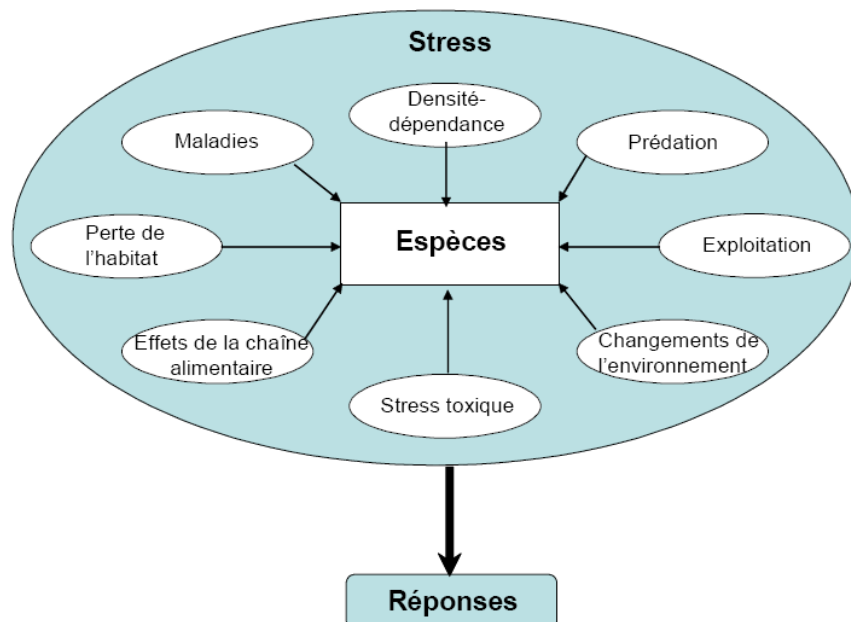 Stress
Densité-
dépendance
Maladies
Prédation
Espèces
Perte de
l'habitat
Exploitation
Effets de la chaîne
alimentaire
Changements de
l'environnement
Stress toxique
Réponses